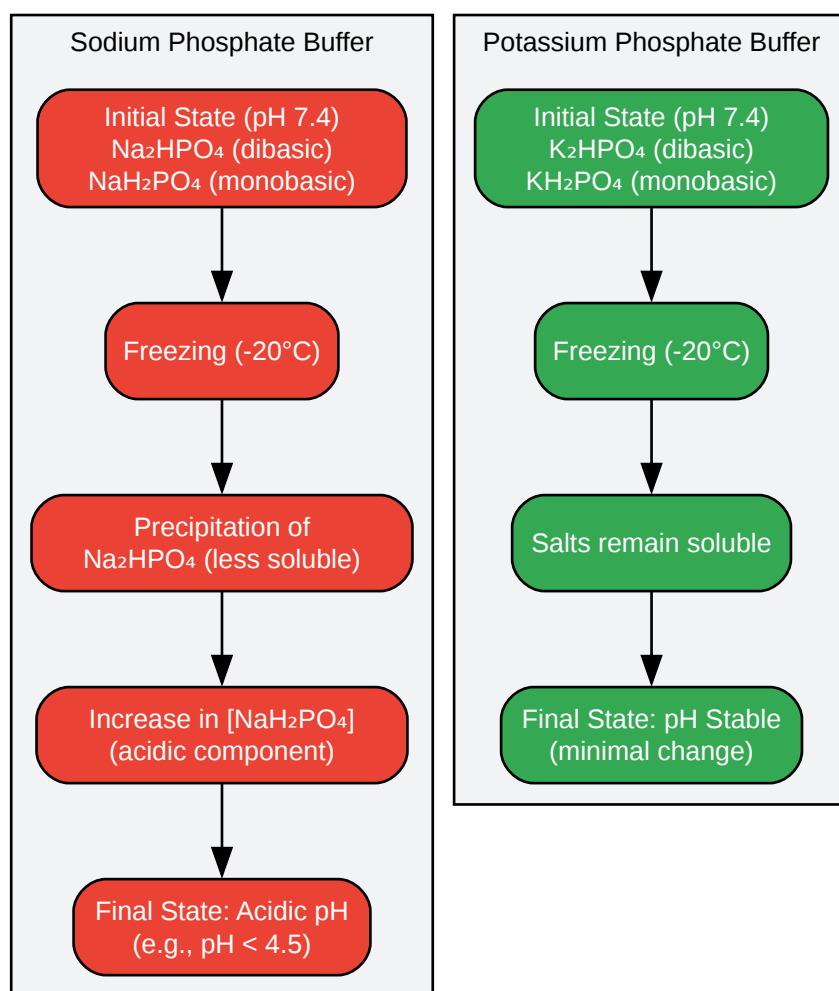 Sodium Phosphate Buffer
Initial State (pH 7.4)
Na₂HPO₄ (dibasic)
NaH₂PO₄ (monobasic)
Freezing (-20°C)
Precipitation of
Na₂HPO₄ (less soluble)
Increase in [NaH₂PO₄]
(acidic component)
Final State: Acidic pH
(e.g., pH < 4.5)
Potassium Phosphate Buffer
Initial State (pH 7.4)
K₂HPO₄ (dibasic)
KH₂PO₄ (monobasic)
Freezing (-20°C)
Salts remain soluble
Final State: pH Stable
(minimal change)